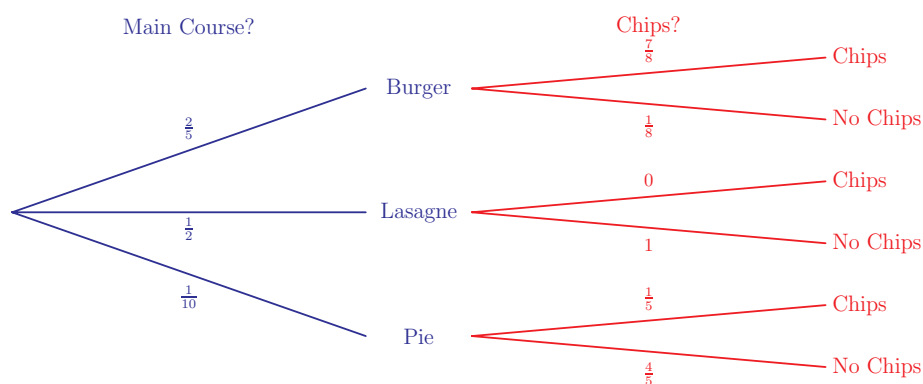 Main Course?
Chips?
7/8
Chips
Burger
2/5
1/8
No Chips
0
Chips
Lasagne
1/2
1
No Chips
1/10
1/5
Chips
Pie
4/5
No Chips